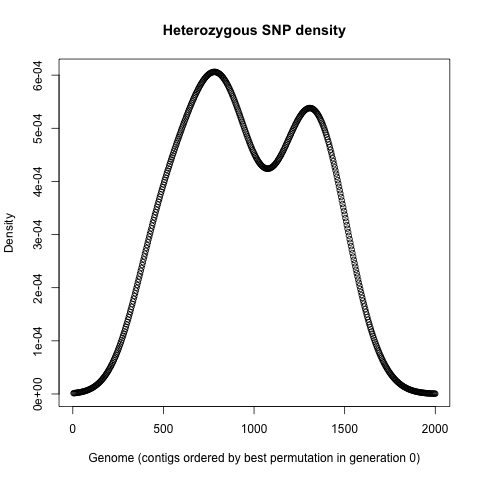 Heterozygous SNP density
6e-04
5e-04
4e-04
3e-04
2e-04
1e-04
0e+00
Density
0 500 1000 1500 2000
Genome (contigs ordered by best permutation in generation 0)